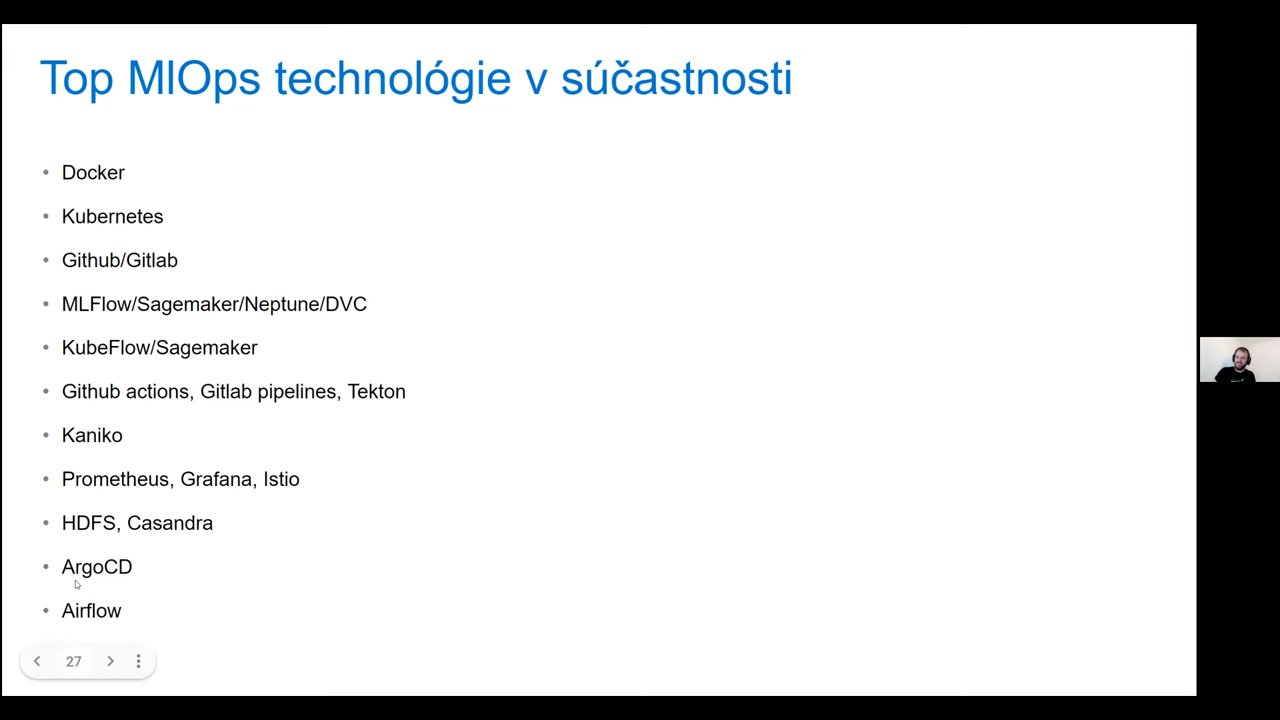 Top MlOps technológie v súčastnosti
• Docker
• Kubernetes
• Github/Gitlab
• MLFlow/Sagemaker/Neptune/DVC
• KubeFlow/Sagemaker
• Github actions, Gitlab pipelines, Tekton
• Kaniko
• Prometheus, Grafana, Istio
• HDFS, Casandra
• ArgoCD
• Airflow
27